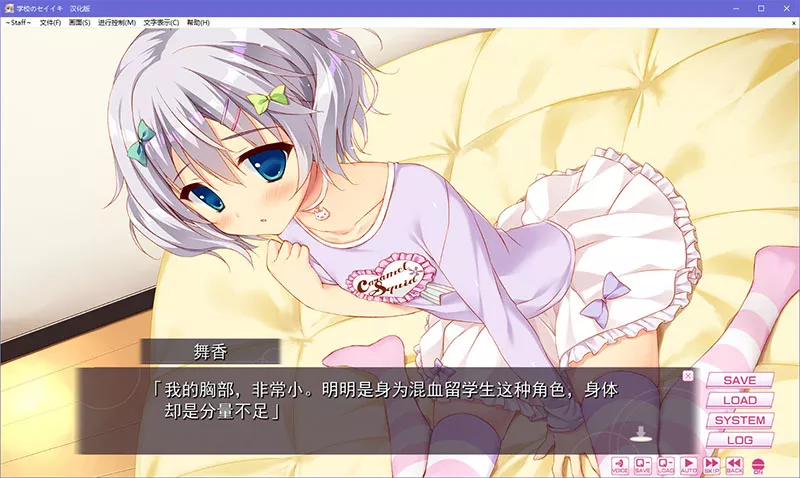 学校のセイイキ 汉化版
~Staff~ 文件(F) 画面(S) 进行控制(M) 文字表示(C) 帮助(H)
Caramel
Squid
舞香
「我的胸部，非常小。明明是身为混血留学生这种角色，身体
却是分量不足」
SAVE
LOAD
SYSTEM
LOG
VOICE Q- SAVE Q- LOAD AUTO SKIP BACK ON